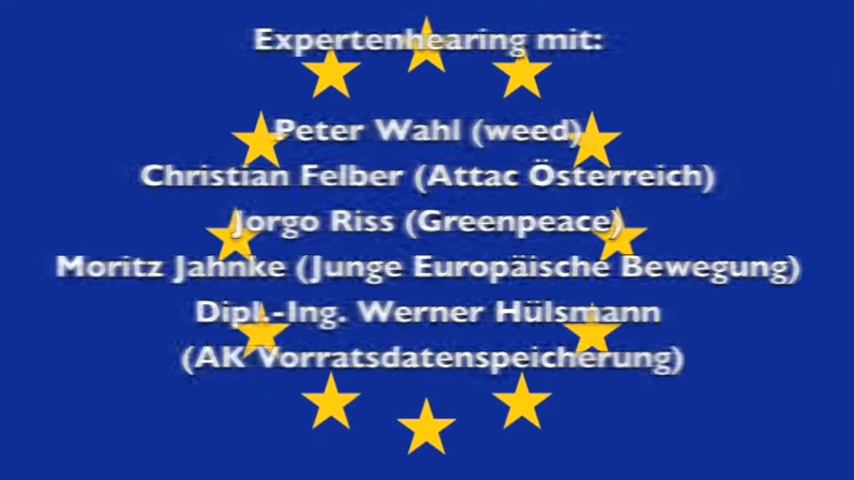 Expertenhearing mit:
Peter Wahl (weed)
Christian Felber (Attac Österreich)
Jorgo Riss (Greenpeace)
Moritz Jahnke (Junge Europäische Bewegung)
Dipl.-Ing. Werner Hülsmann
(AK Vorratsdatenspeicherung)